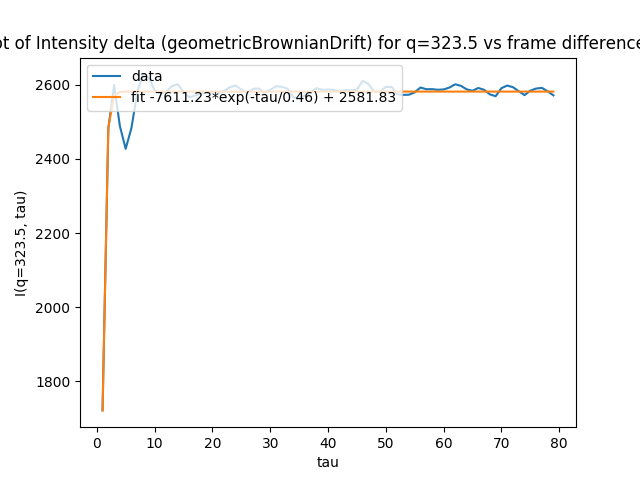 ot of Intensity delta (geometricBrownianDrift) for q=323.5 vs frame difference
data
fit -7611.23*exp(-tau/0.46) + 2581.83
2600
2400
2200
2000
1800
I(q=323.5, tau)
0 10 20 30 40 50 60 70 80
tau